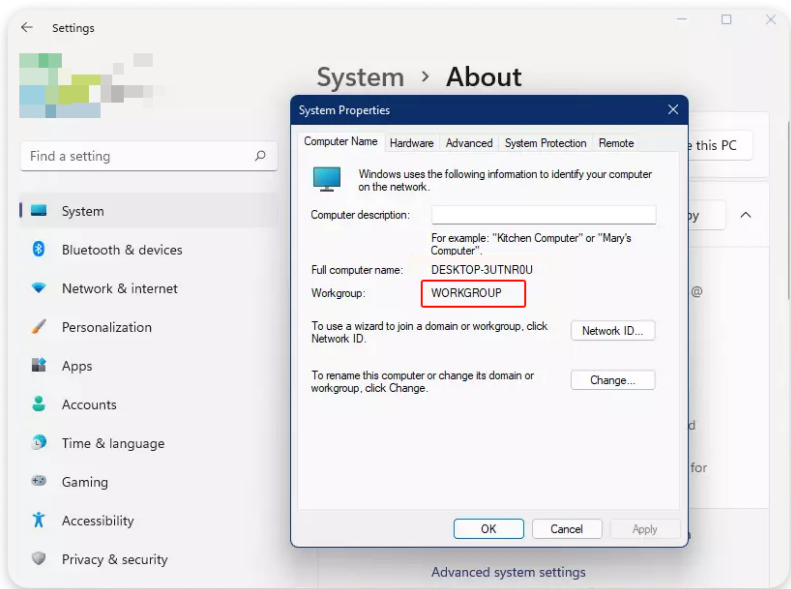 Settings
System > About
Find a setting
System
Bluetooth & devices
Network & internet
Personalization
Apps
Accounts
Time & language
Gaming
Accessibility
Privacy & security
System Properties
Computer Name
Hardware
Advanced
System Protection
Remote
Windows uses the following information to identify your computer
on the network.
Computer description:
For example: "Kitchen Computer" or "Mary's
Computer".
Full computer name:
DESKTOP-3UTNR0U
Workgroup:
WORKGROUP
To use a wizard to join a domain or workgroup, click
Network ID.
Network ID...
To rename this computer or change its domain or
workgroup, click Change.
Change...
OK
Cancel
Apply
this PC
@
for
Advanced system settings